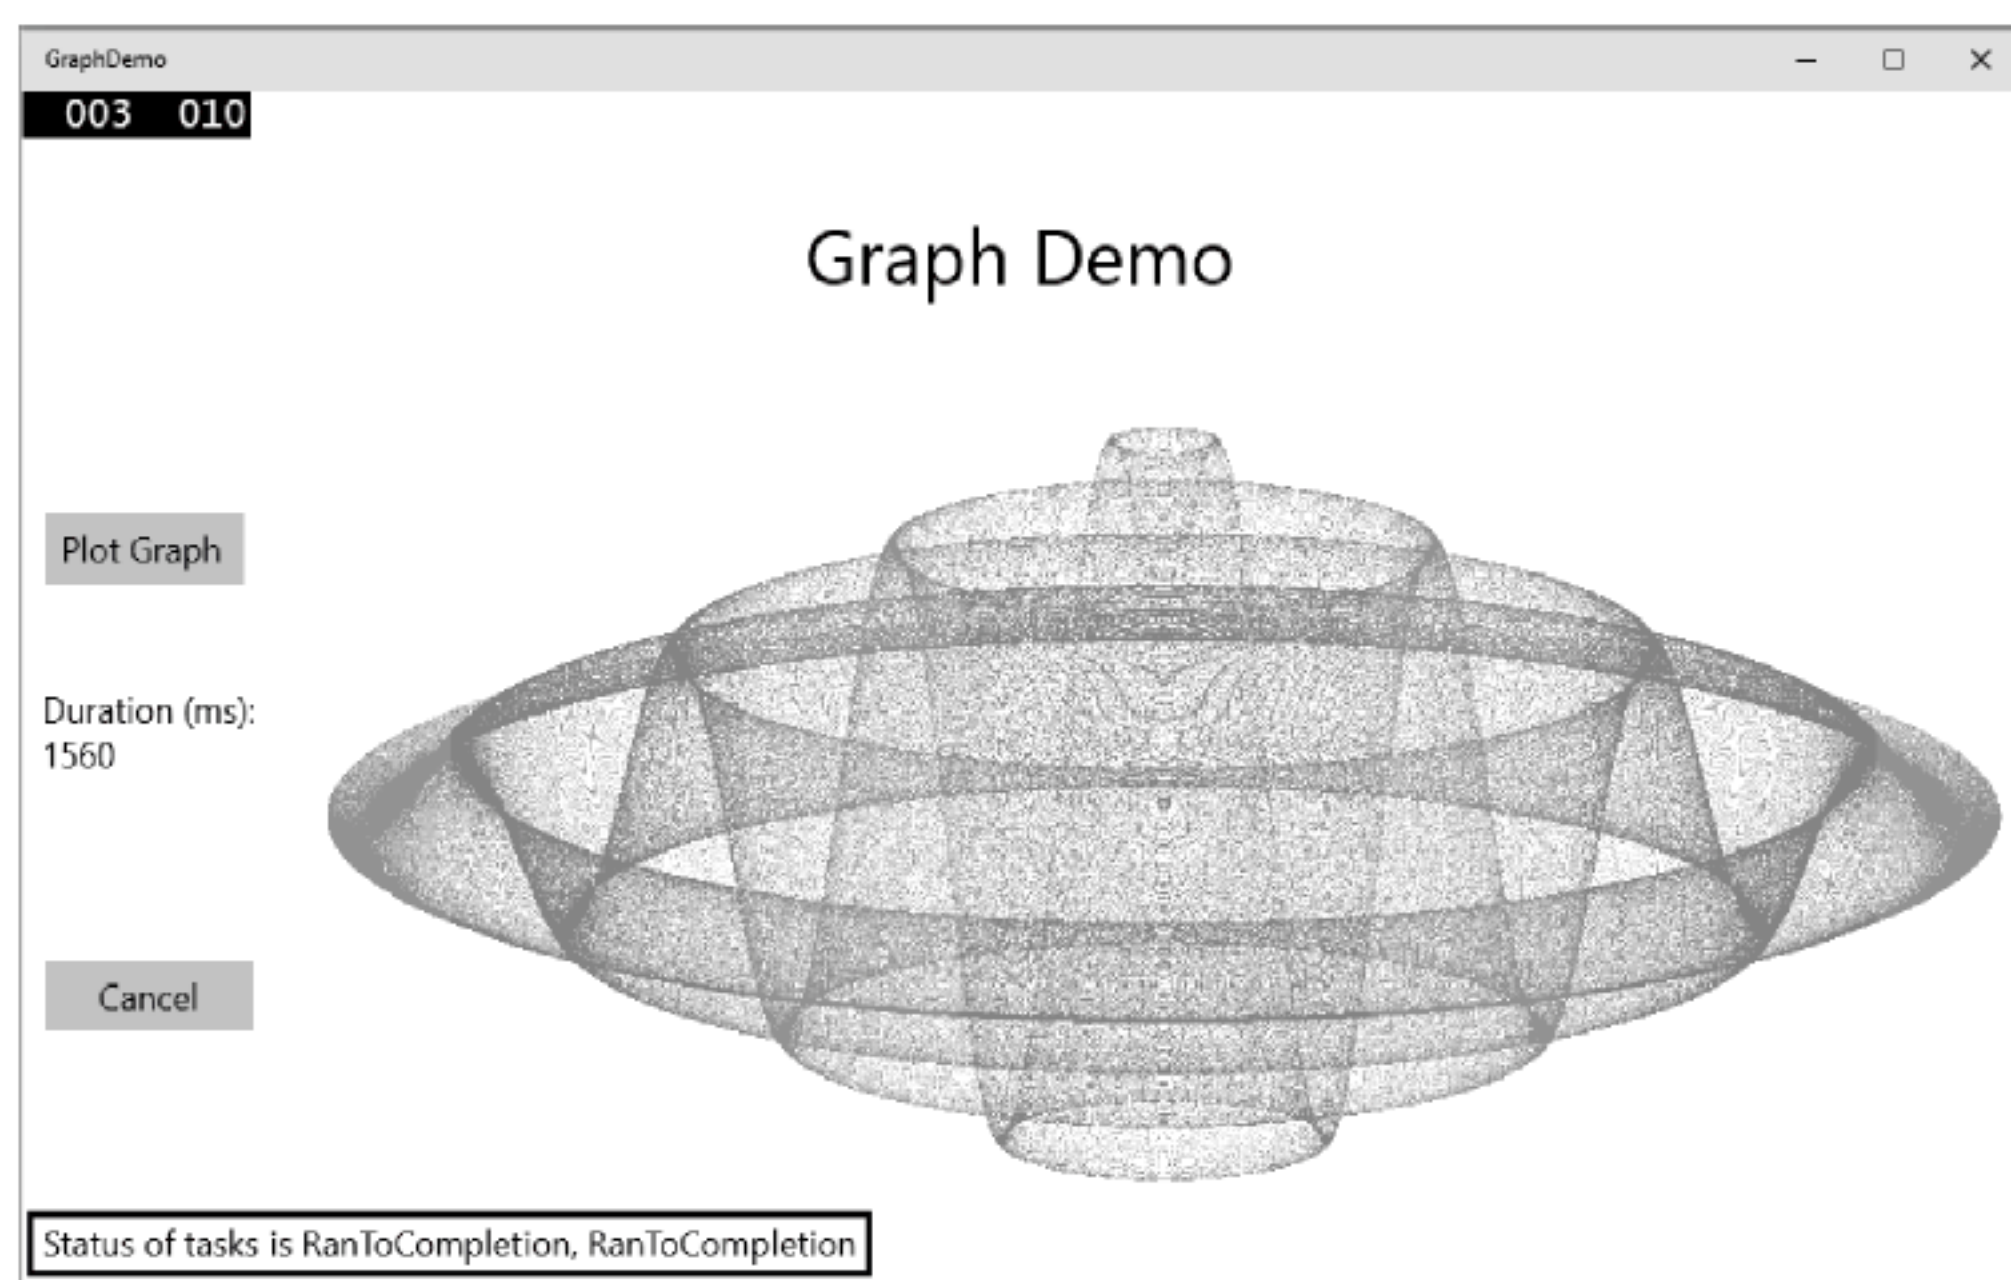 GraphDemo
003 010
Graph Demo
Plot Graph
Duration (ms):
1560
Cancel
Status of tasks is RanToCompletion, RanToCompletion